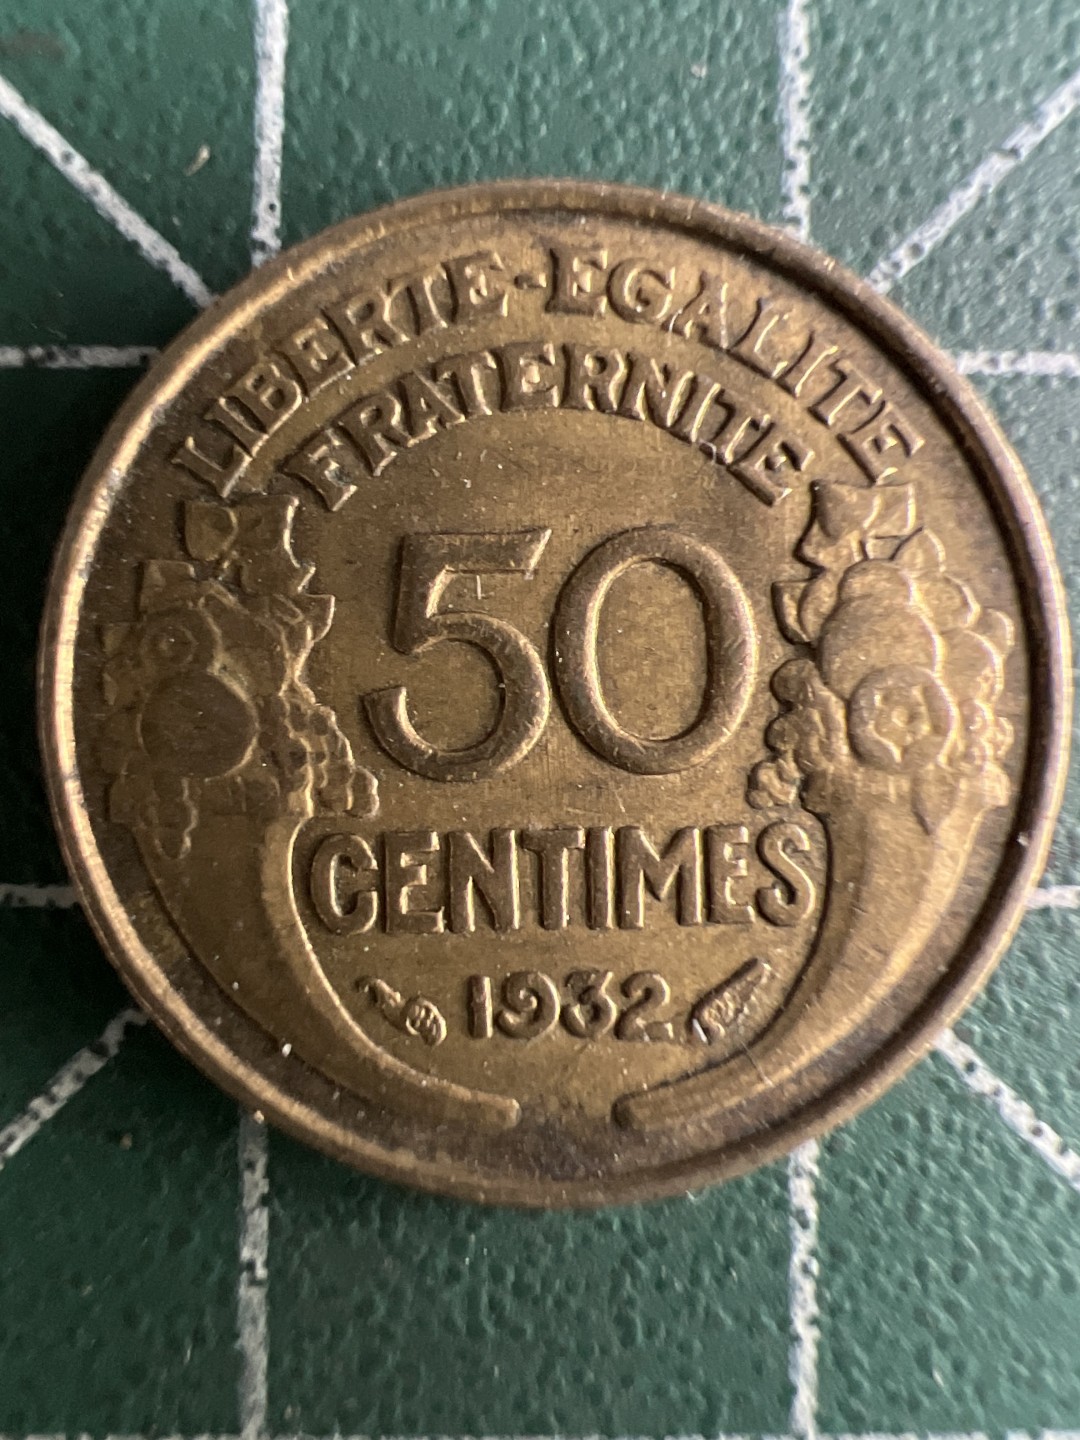 LIBERTE-EGALITE
FRATERNITE
50
CENTIMES
1932